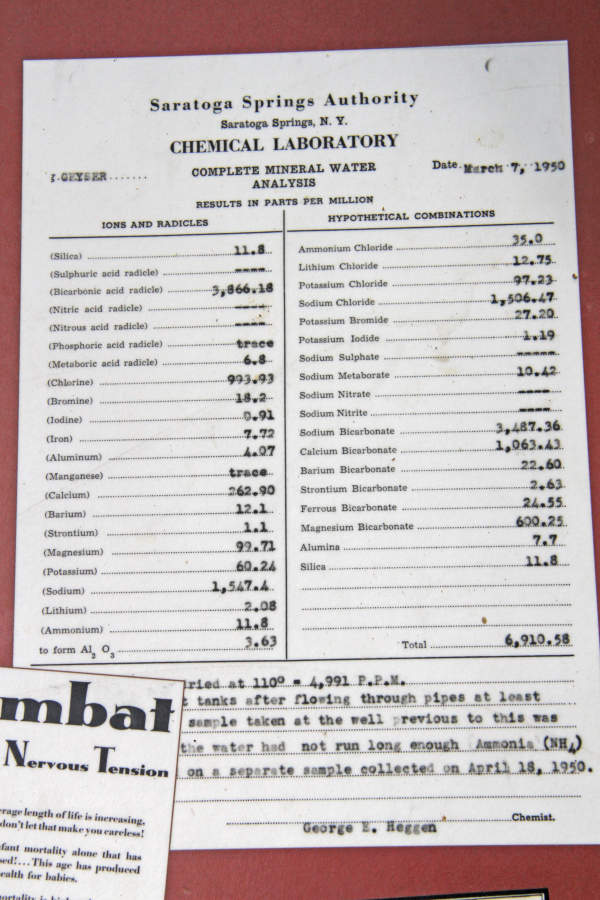 Saratoga Springs Authority
Saratoga Springs, N. Y.
CHEMICAL LABORATORY
GEYSER
COMPLETE MINERAL WATER
ANALYSIS
Date March 7, 1950
RESULTS IN PARTS PER MILLION
IONS AND RADICLES
(Silica) 11.8
(Sulphuric acid radicle) ----
(Bicarbonic acid radicle) 3,866.18
(Nitric acid radicle) ----
(Nitrous acid radicle) ----
(Phosphoric acid radicle) trace
(Metaboric acid radicle) 6.8
(Chlorine) 993.93
(Bromine) 18.2
(Iodine) 0.91
(Iron) 7.72
(Aluminum) 4.07
(Manganese) trace
(Calcium) 262.90
(Barium) 12.1
(Strontium) 1.1
(Magnesium) 99.71
(Potassium) 60.24
(Sodium) 1,547.4
(Lithium) 2.08
(Ammonium) 11.8
to form Al2 O3 3.63
HYPOTHETICAL COMBINATIONS
Ammonium Chloride 35.0
Lithium Chloride 12.75
Potassium Chloride 97.23
Sodium Chloride 1,506.47
Potassium Bromide 27.20
Potassium Iodide 1.19
Sodium Sulphate -----
Sodium Metaborate 10.42
Sodium Nitrate ----
Sodium Nitrite ----
Sodium Bicarbonate 3,487.36
Calcium Bicarbonate 1,063.43
Barium Bicarbonate 22.60
Strontium Bicarbonate 2.63
Ferrous Bicarbonate 24.55
Magnesium Bicarbonate 600.25
Alumina 7.7
Silica 11.8
Total 6,910.58
ried at 110° = 4,991 P.P.M.
t tanks after flowing through pipes at least
sample taken at the well previous to this was
the water had not run long enough Ammonia (NH4)
on a separate sample collected on April 18, 1950.
Chemist.
George E. Heggen
mbat
Nervous Tension
erage length of life is increasing,
don't let that make you careless!
fant mortality alone that has
sed!...This age has produced
ealth for babies.